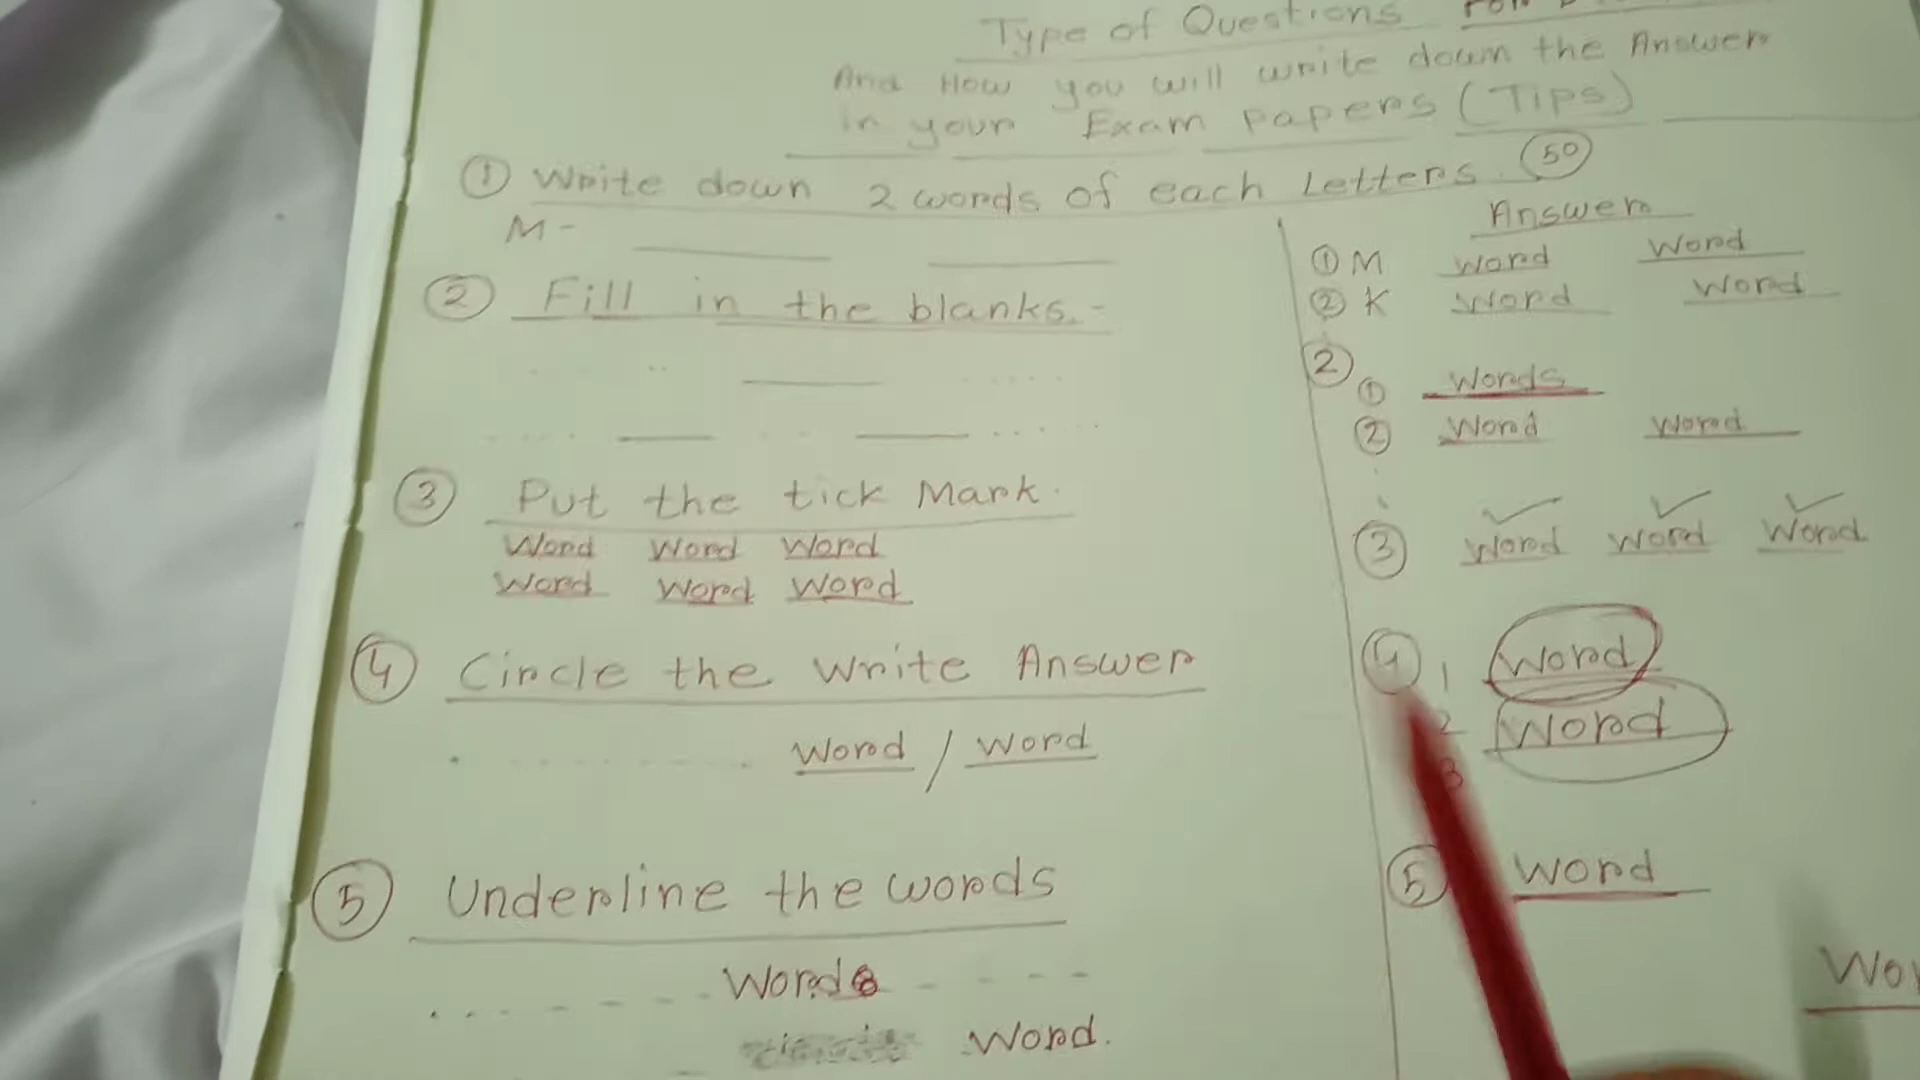 Type of Questions
And How you will write down the Answer
in your Exam papers (Tips)
① Write down 2 words of each Letters. 50
M -
② Fill in the blanks. -
③ Put the tick Mark.
Word Word Word
Word Word Word
④ Circle the Write Answer
Word / Word
⑤ Underline the words
Words
Word.
Answer
① M Word Word
② K Word Word
②
① Words
② Word Word
③ Word Word Word
④ 1 Word
2 Word
3
⑤ Word